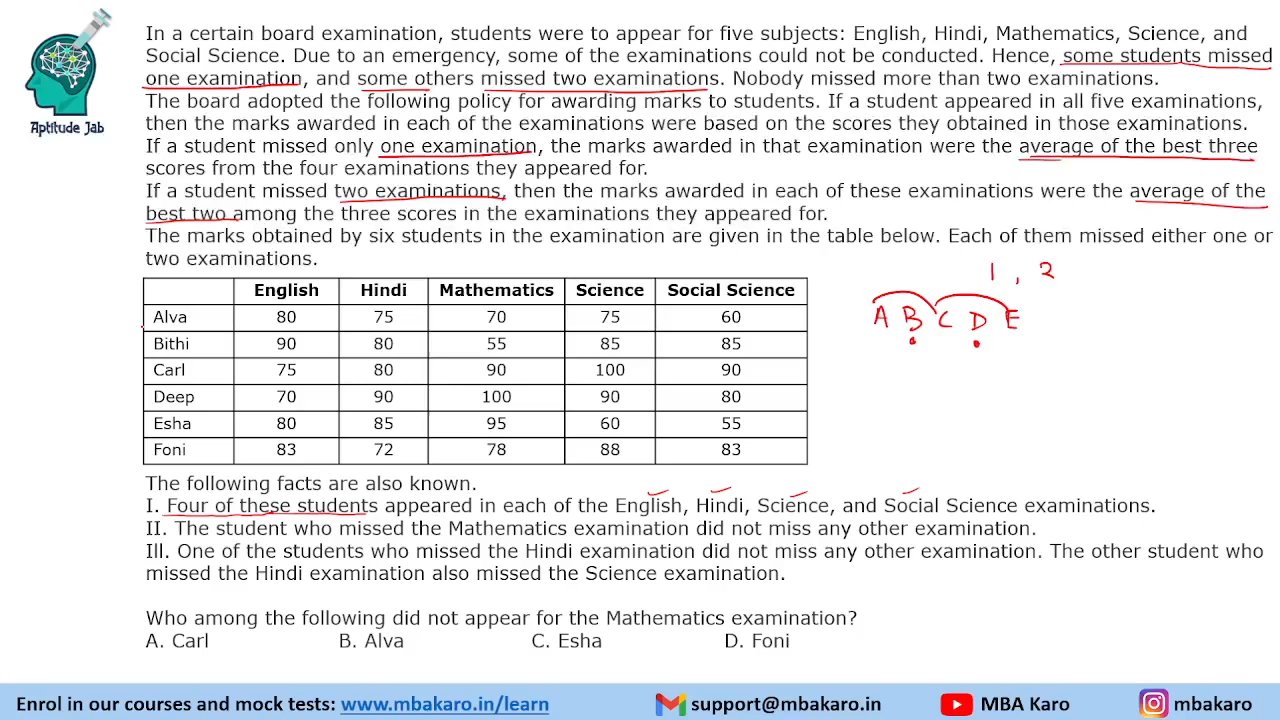 Aptitude Jab
In a certain board examination, students were to appear for five subjects: English, Hindi, Mathematics, Science, and
Social Science. Due to an emergency, some of the examinations could not be conducted. Hence, some students missed
one examination, and some others missed two examinations. Nobody missed more than two examinations.
The board adopted the following policy for awarding marks to students. If a student appeared in all five examinations,
then the marks awarded in each of the examinations were based on the scores they obtained in those examinations.
If a student missed only one examination, the marks awarded in that examination were the average of the best three
scores from the four examinations they appeared for.
If a student missed two examinations, then the marks awarded in each of these examinations were the average of the
best two among the three scores in the examinations they appeared for.
The marks obtained by six students in the examination are given in the table below. Each of them missed either one or
two examinations.
1 , 2
A B C D E
English Hindi Mathematics Science Social Science
Alva 80 75 70 75 60
Bithi 90 80 55 85 85
Carl 75 80 90 100 90
Deep 70 90 100 90 80
Esha 80 85 95 60 55
Foni 83 72 78 88 83
The following facts are also known.
I. Four of these students appeared in each of the English, Hindi, Science, and Social Science examinations.
II. The student who missed the Mathematics examination did not miss any other examination.
III. One of the students who missed the Hindi examination did not miss any other examination. The other student who
missed the Hindi examination also missed the Science examination.
Who among the following did not appear for the Mathematics examination?
A. Carl B. Alva C. Esha D. Foni
Enrol in our courses and mock tests: www.mbakaro.in/learn support@mbakaro.in MBA Karo mbakaro